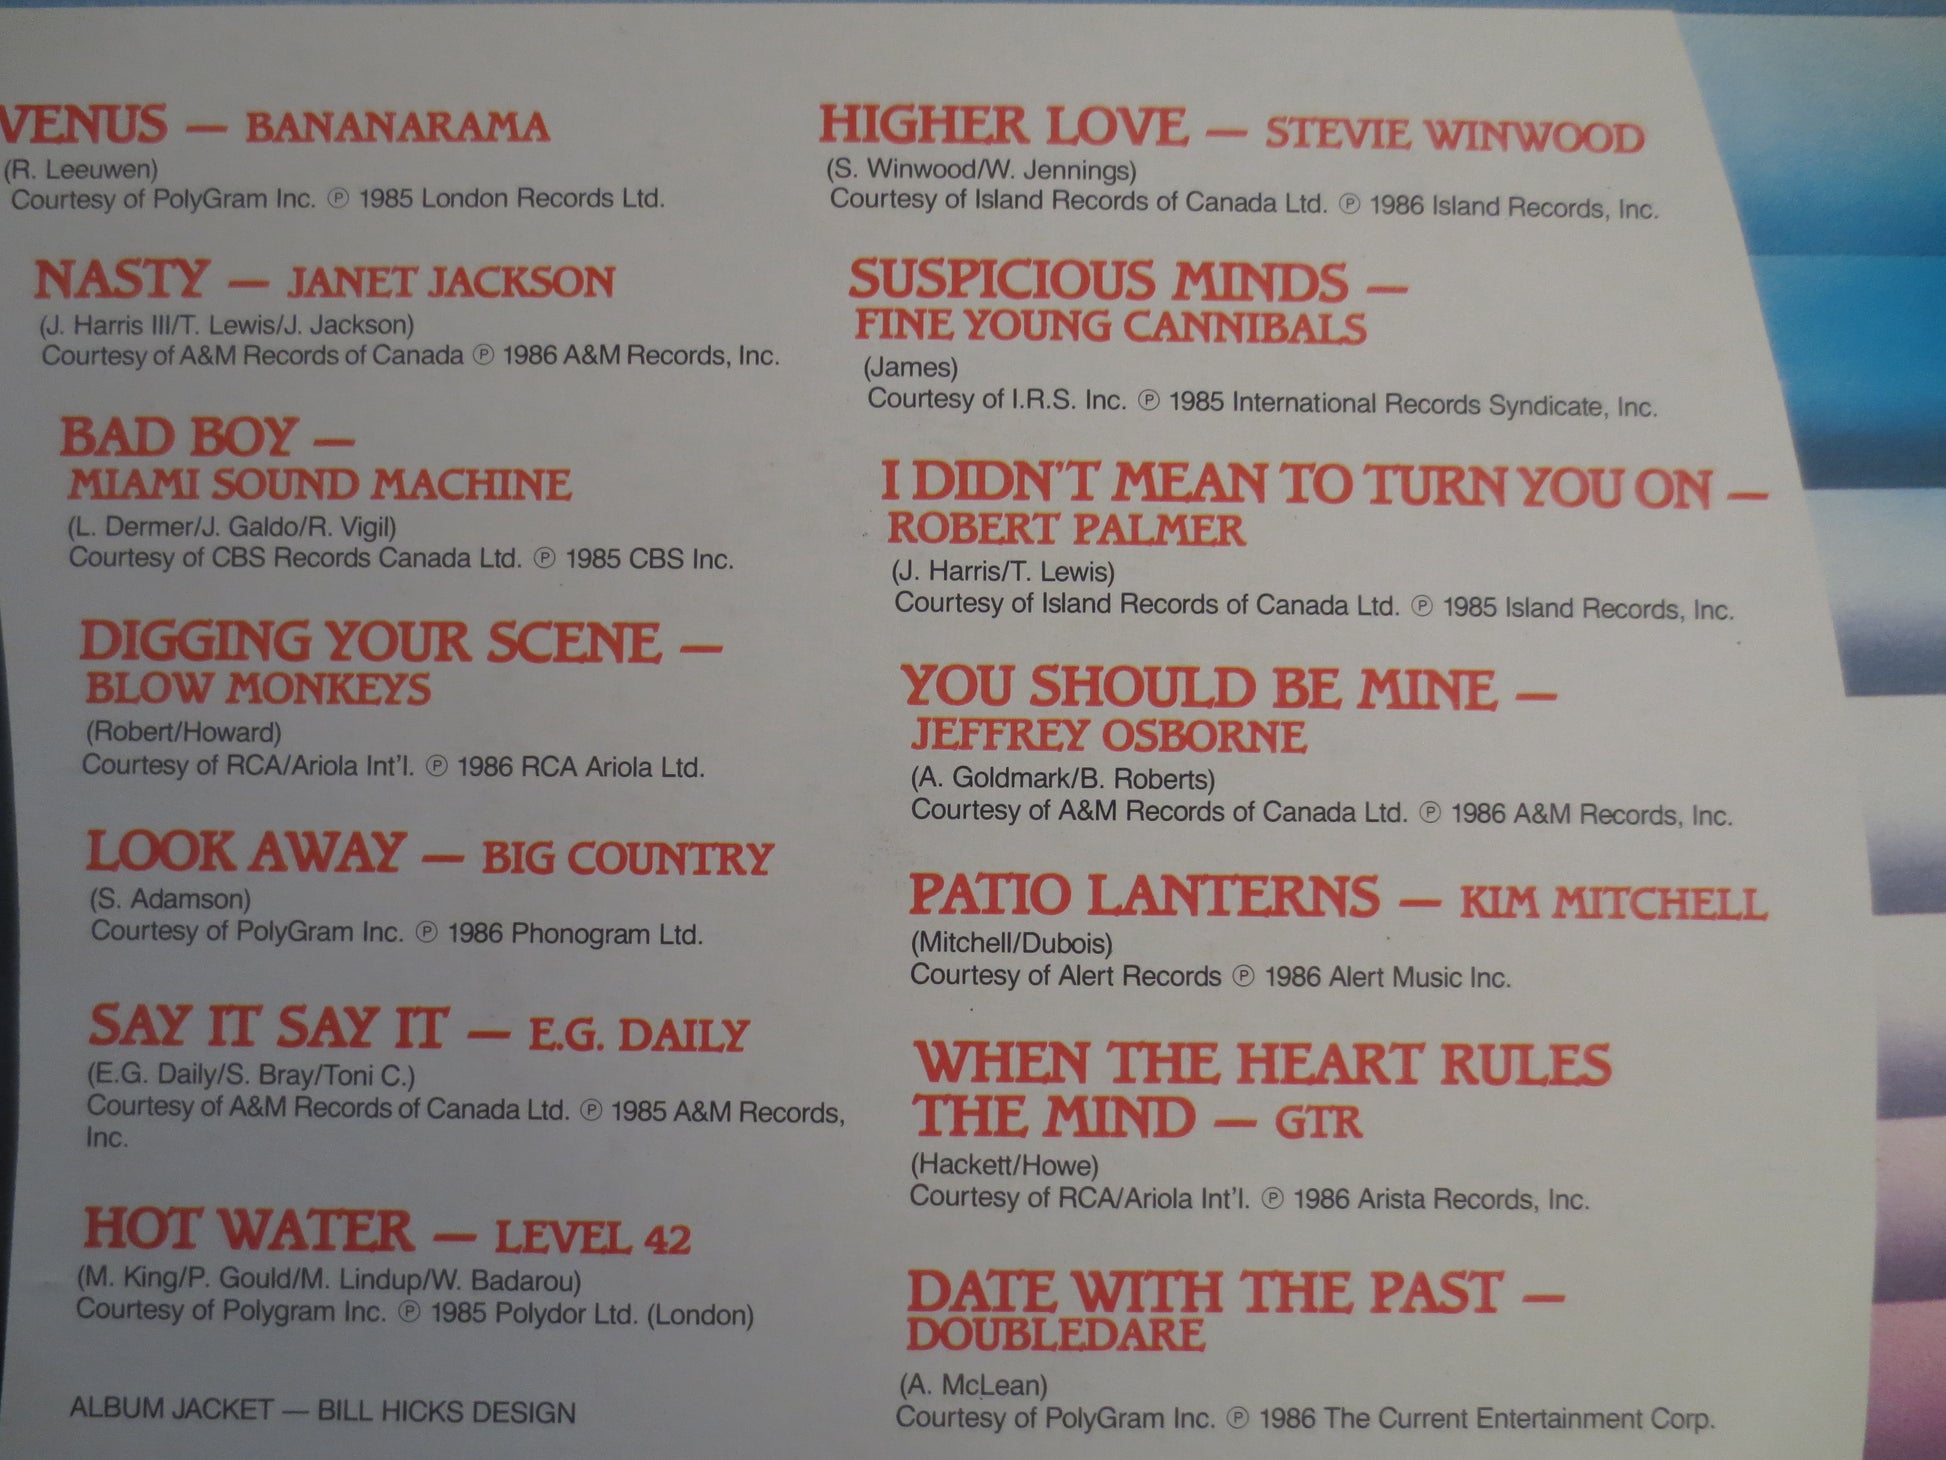 VENUS — BANANARAMA
(R. Leeuwen)
Courtesy of PolyGram Inc. ℗ 1985 London Records Ltd.
NASTY — JANET JACKSON
(J. Harris III/T. Lewis/J. Jackson)
Courtesy of A&M Records of Canada ℗ 1986 A&M Records, Inc.
BAD BOY —
MIAMI SOUND MACHINE
(L. Dermer/J. Galdo/R. Vigil)
Courtesy of CBS Records Canada Ltd. ℗ 1985 CBS Inc.
DIGGING YOUR SCENE —
BLOW MONKEYS
(Robert/Howard)
Courtesy of RCA/Ariola Int'l. ℗ 1986 RCA Ariola Ltd.
LOOK AWAY — BIG COUNTRY
(S. Adamson)
Courtesy of PolyGram Inc. ℗ 1986 Phonogram Ltd.
SAY IT SAY IT — E.G. DAILY
(E.G. Daily/S. Bray/Toni C.)
Courtesy of A&M Records of Canada Ltd. ℗ 1985 A&M Records,
Inc.
HOT WATER — LEVEL 42
(M. King/P. Gould/M. Lindup/W. Badarou)
Courtesy of Polygram Inc. ℗ 1985 Polydor Ltd. (London)
ALBUM JACKET — BILL HICKS DESIGN
HIGHER LOVE — STEVIE WINWOOD
(S. Winwood/W. Jennings)
Courtesy of Island Records of Canada Ltd. ℗ 1986 Island Records, Inc.
SUSPICIOUS MINDS —
FINE YOUNG CANNIBALS
(James)
Courtesy of I.R.S. Inc. ℗ 1985 International Records Syndicate, Inc.
I DIDN'T MEAN TO TURN YOU ON —
ROBERT PALMER
(J. Harris/T. Lewis)
Courtesy of Island Records of Canada Ltd. ℗ 1985 Island Records, Inc.
YOU SHOULD BE MINE —
JEFFREY OSBORNE
(A. Goldmark/B. Roberts)
Courtesy of A&M Records of Canada Ltd. ℗ 1986 A&M Records, Inc.
PATIO LANTERNS — KIM MITCHELL
(Mitchell/Dubois)
Courtesy of Alert Records ℗ 1986 Alert Music Inc.
WHEN THE HEART RULES
THE MIND — GTR
(Hackett/Howe)
Courtesy of RCA/Ariola Int'l. ℗ 1986 Arista Records, Inc.
DATE WITH THE PAST —
DOUBLEDARE
(A. McLean)
Courtesy of PolyGram Inc. ℗ 1986 The Current Entertainment Corp.